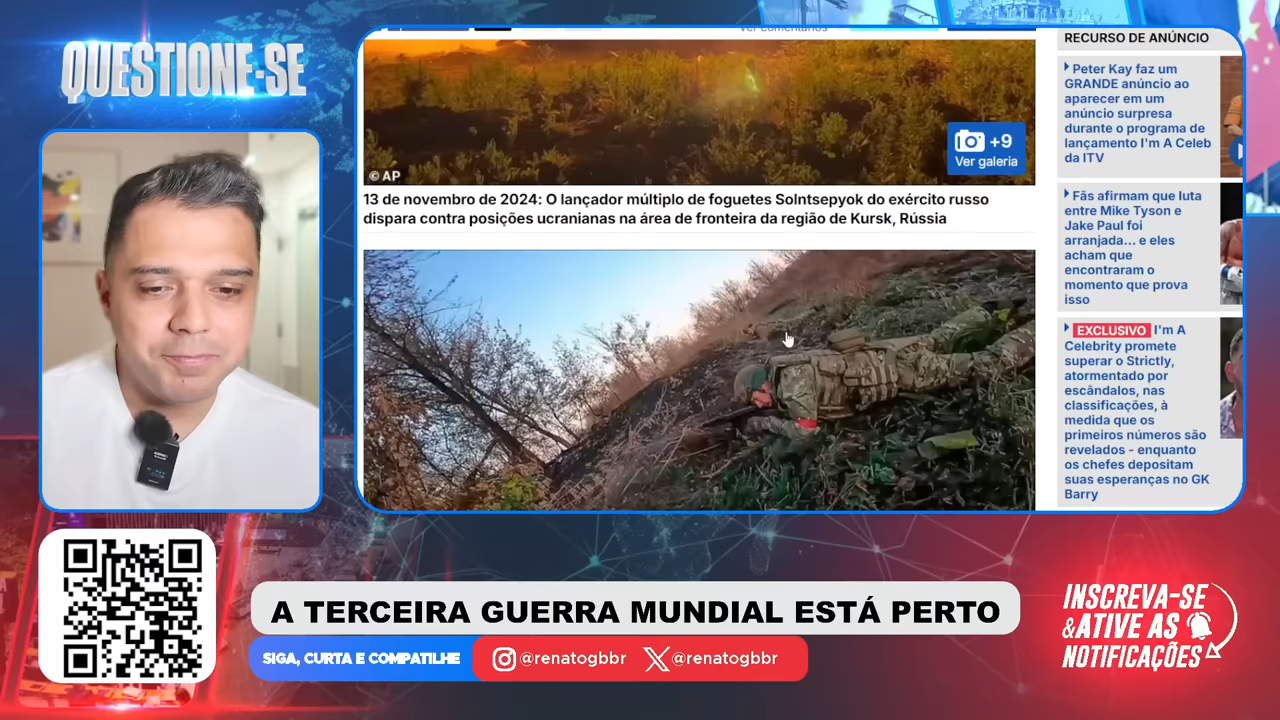 QUESTIONE-SE
Ver comentários
© AP
+9
Ver galeria
13 de novembro de 2024: O lançador múltiplo de foguetes Solntsepyok do exército russo
dispara contra posições ucranianas na área de fronteira da região de Kursk, Rússia
RECURSO DE ANÚNCIO
Peter Kay faz um
GRANDE anúncio ao
aparecer em um
anúncio surpresa
durante o programa de
lançamento I'm A Celeb
da ITV
Fãs afirmam que luta
entre Mike Tyson e
Jake Paul foi
arranjada... e eles
acham que
encontraram o
momento que prova
isso
EXCLUSIVO I'm A
Celebrity promete
superar o Strictly,
atormentado por
escândalos, nas
classificações, à
medida que os
primeiros números são
revelados - enquanto
os chefes depositam
suas esperanças no GK
Barry
A TERCEIRA GUERRA MUNDIAL ESTÁ PERTO
SIGA, CURTA E COMPATILHE
@renatogbbr
@renatogbbr
INSCREVA-SE
&ATIVE AS
NOTIFICAÇÕES